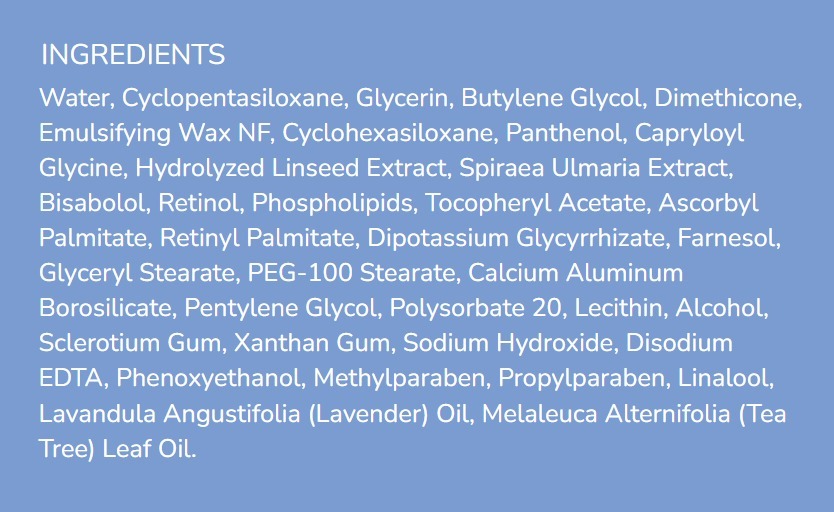 INGREDIENTS
Water, Cyclopentasiloxane, Glycerin, Butylene Glycol, Dimethicone,
Emulsifying Wax NF, Cyclohexasiloxane, Panthenol, Capryloyl
Glycine, Hydrolyzed Linseed Extract, Spiraea Ulmaria Extract,
Bisabolol, Retinol, Phospholipids, Tocopheryl Acetate, Ascorbyl
Palmitate, Retinyl Palmitate, Dipotassium Glycyrrhizate, Farnesol,
Glyceryl Stearate, PEG-100 Stearate, Calcium Aluminum
Borosilicate, Pentylene Glycol, Polysorbate 20, Lecithin, Alcohol,
Sclerotium Gum, Xanthan Gum, Sodium Hydroxide, Disodium
EDTA, Phenoxyethanol, Methylparaben, Propylparaben, Linalool,
Lavandula Angustifolia (Lavender) Oil, Melaleuca Alternifolia (Tea
Tree) Leaf Oil.